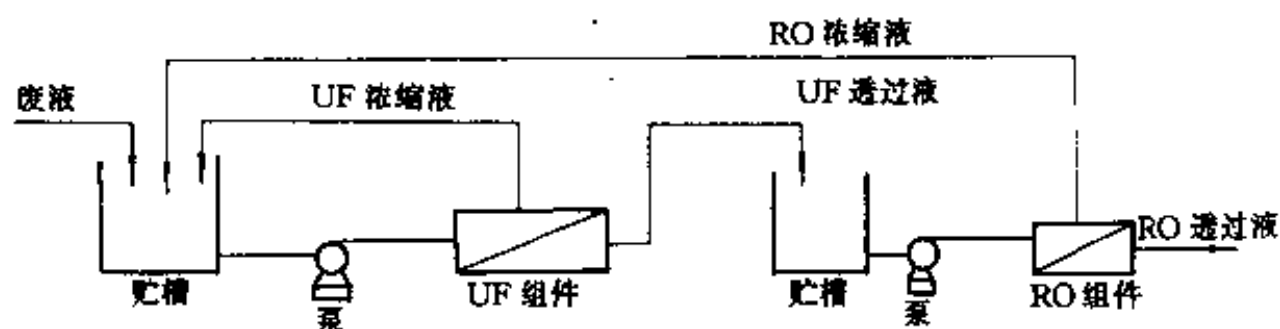 RO 浓缩液
废液
UF 浓缩液
UF 透过液
RO 透过液
贮槽
泵
UF 组件
贮槽
泵
RO 组件